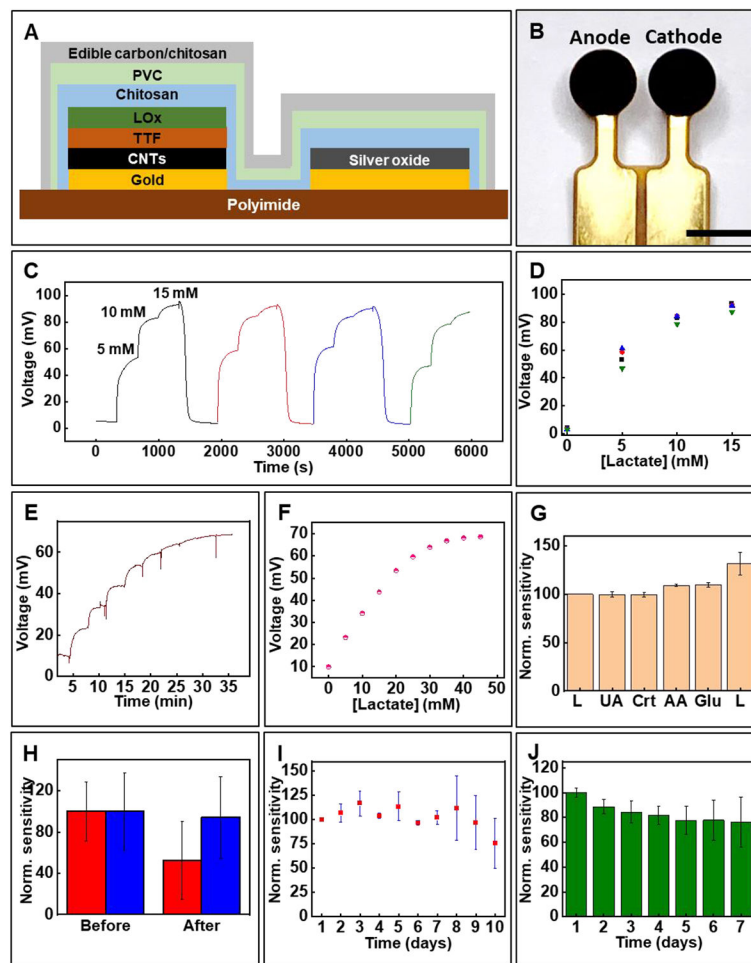 A
Edible carbon/chitosan
PVC
Chitosan
LOx
TTF
CNTs
Silver oxide
Gold
Polyimide
B
Anode Cathode
C
100
80
60
40
20
0
Voltage (mV)
5 mM
10 mM
15 mM
0 1000 2000 3000 4000 5000 6000
Time (s)
D
100
80
60
40
20
0
Voltage (mV)
0 5 10 15
[Lactate] (mM)
E
60
40
20
0
Voltage (mV)
5 10 15 20 25 30 35
Time (min)
F
70
60
50
40
30
20
10
Voltage (mV)
0 10 20 30 40 50
[Lactate] (mM)
G
150
100
50
0
Norm. sensitivity
L UA Crt AA Glu L
H
160
120
80
40
0
Norm. sensitivity
Before After
I
150
125
100
75
50
25
0
Norm. sensitivity
1 2 3 4 5 6 7 8 9 10
Time (days)
J
120
100
80
60
40
20
0
Norm. sensitivity
1 2 3 4 5 6 7
Time (days)